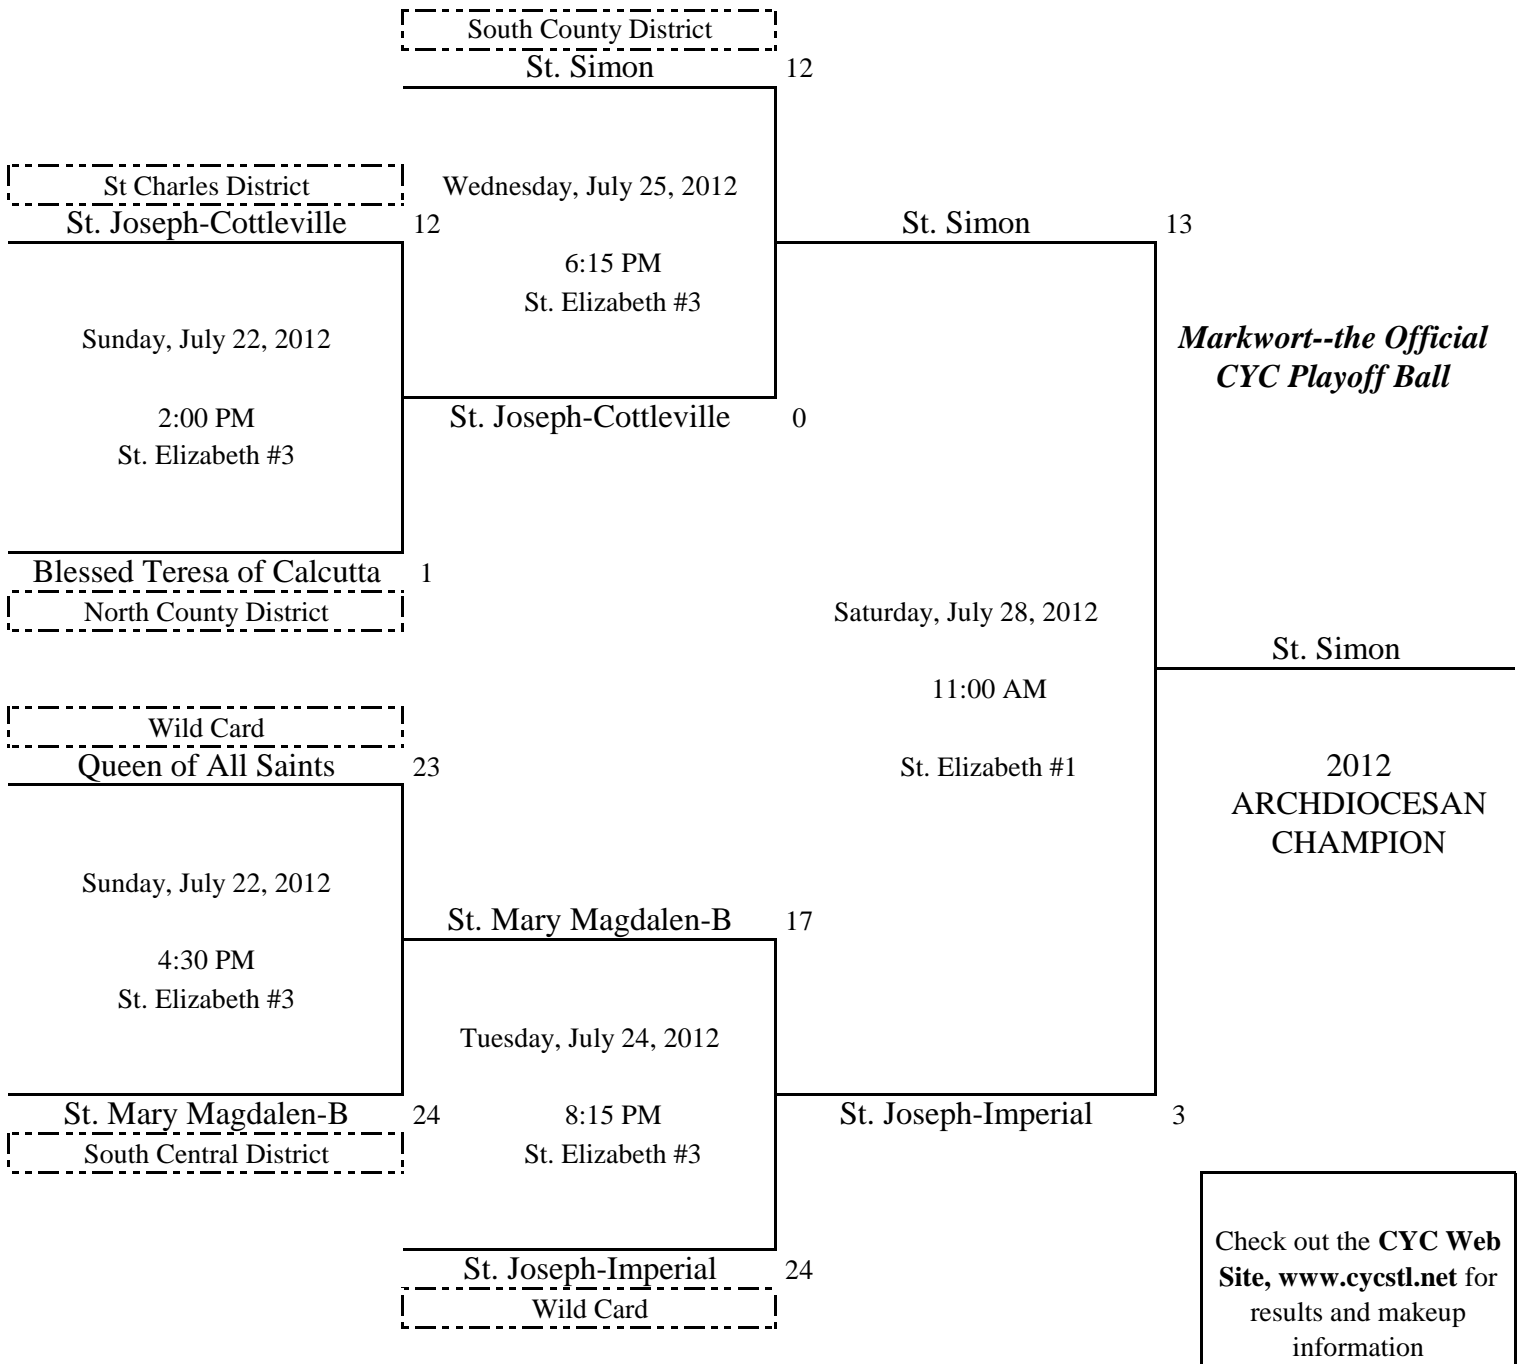 South County District
St. Simon 12
St Charles District
Wednesday, July 25, 2012
St. Joseph-Cottleville 12
St. Simon 13
6:15 PM
St. Elizabeth #3
Sunday, July 22, 2012
Markwort--the Official
CYC Playoff Ball
2:00 PM
St. Joseph-Cottleville 0
St. Elizabeth #3
Blessed Teresa of Calcutta 1
North County District
Saturday, July 28, 2012
St. Simon
11:00 AM
Wild Card
Queen of All Saints 23
St. Elizabeth #1
2012
ARCHDIOCESAN
CHAMPION
Sunday, July 22, 2012
St. Mary Magdalen-B 17
4:30 PM
St. Elizabeth #3
Tuesday, July 24, 2012
St. Mary Magdalen-B 24
8:15 PM
St. Joseph-Imperial 3
South Central District
St. Elizabeth #3
Check out the CYC Web
Site, www.cycstl.net for
results and makeup
information
St. Joseph-Imperial 24
Wild Card